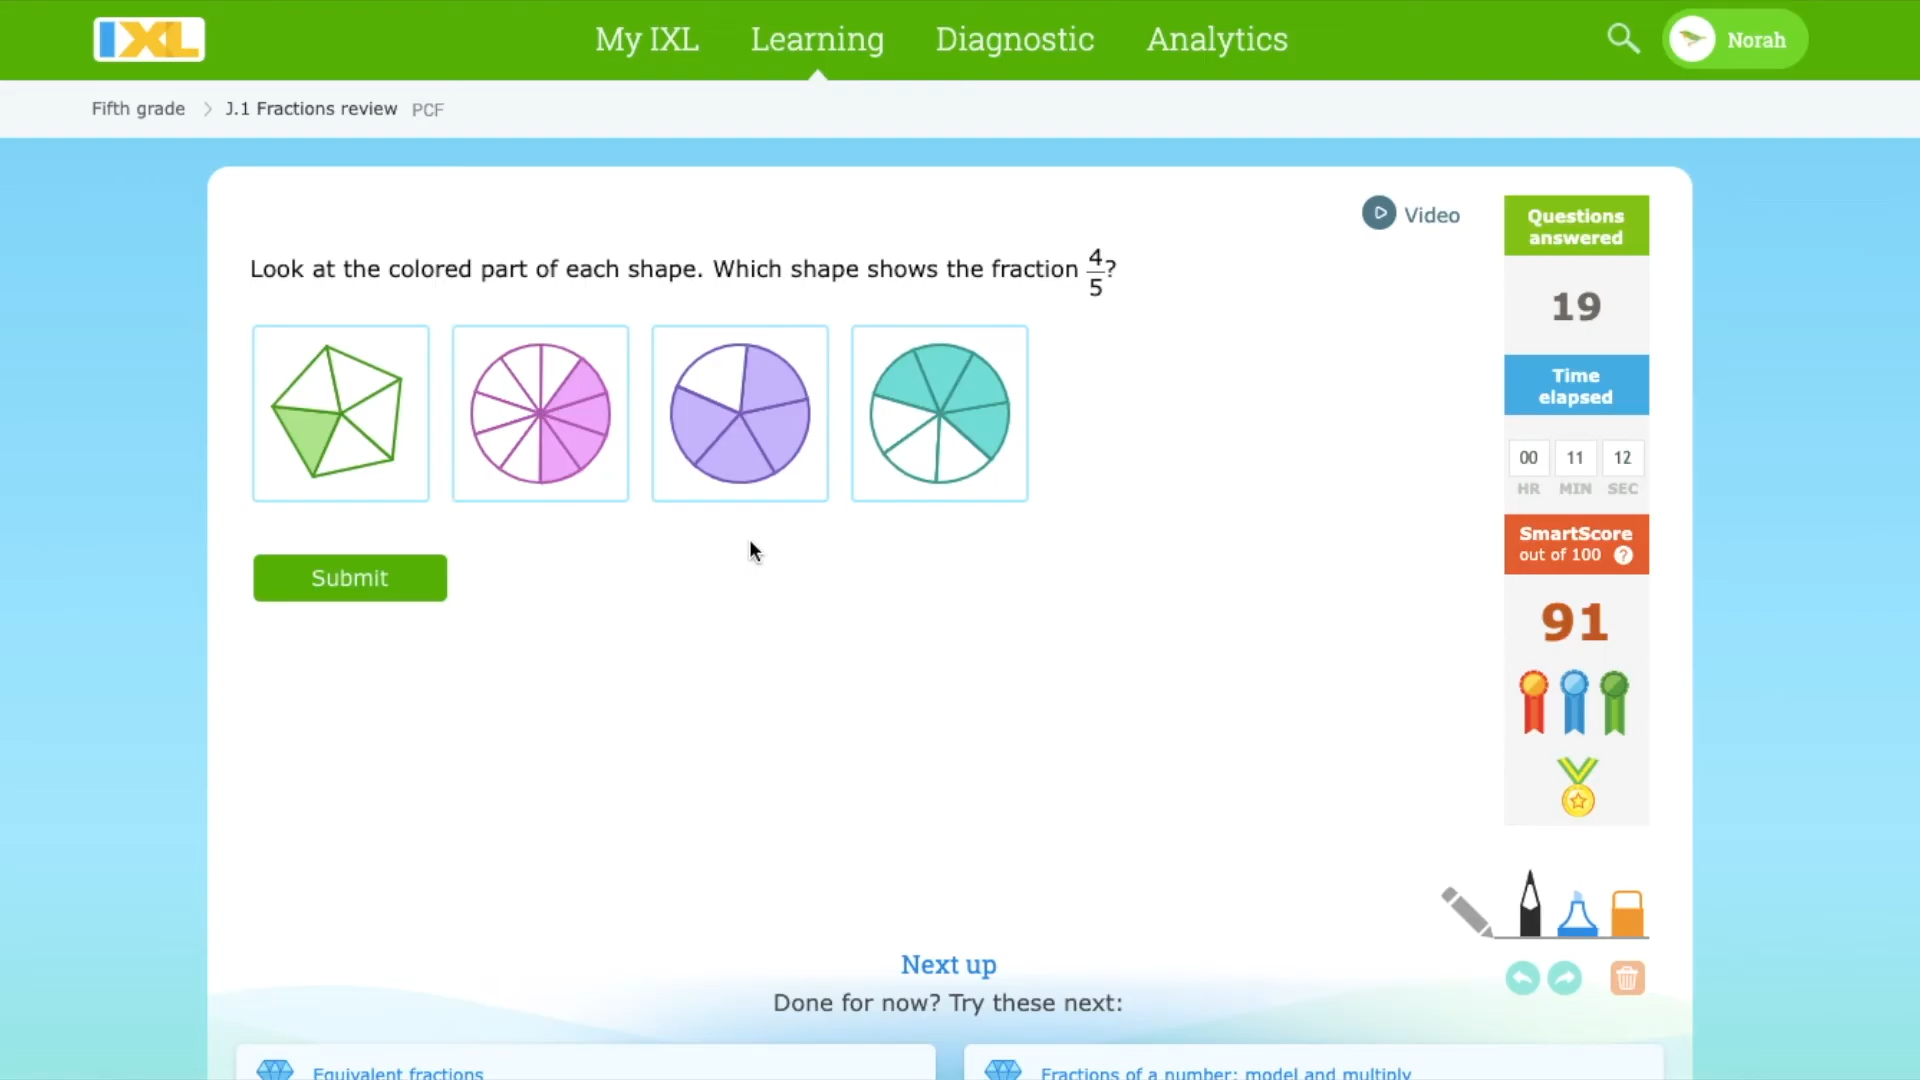 IXL
My IXL
Learning
Diagnostic
Analytics
Norah
Fifth grade > J.1 Fractions review PCF
Video
Look at the colored part of each shape. Which shape shows the fraction 4/5?
Submit
Questions
answered
19
Time
elapsed
00 11 12
HR MIN SEC
SmartScore
out of 100 ?
91
Next up
Done for now? Try these next:
Equivalent fractions
Fractions of a number: model and multiply